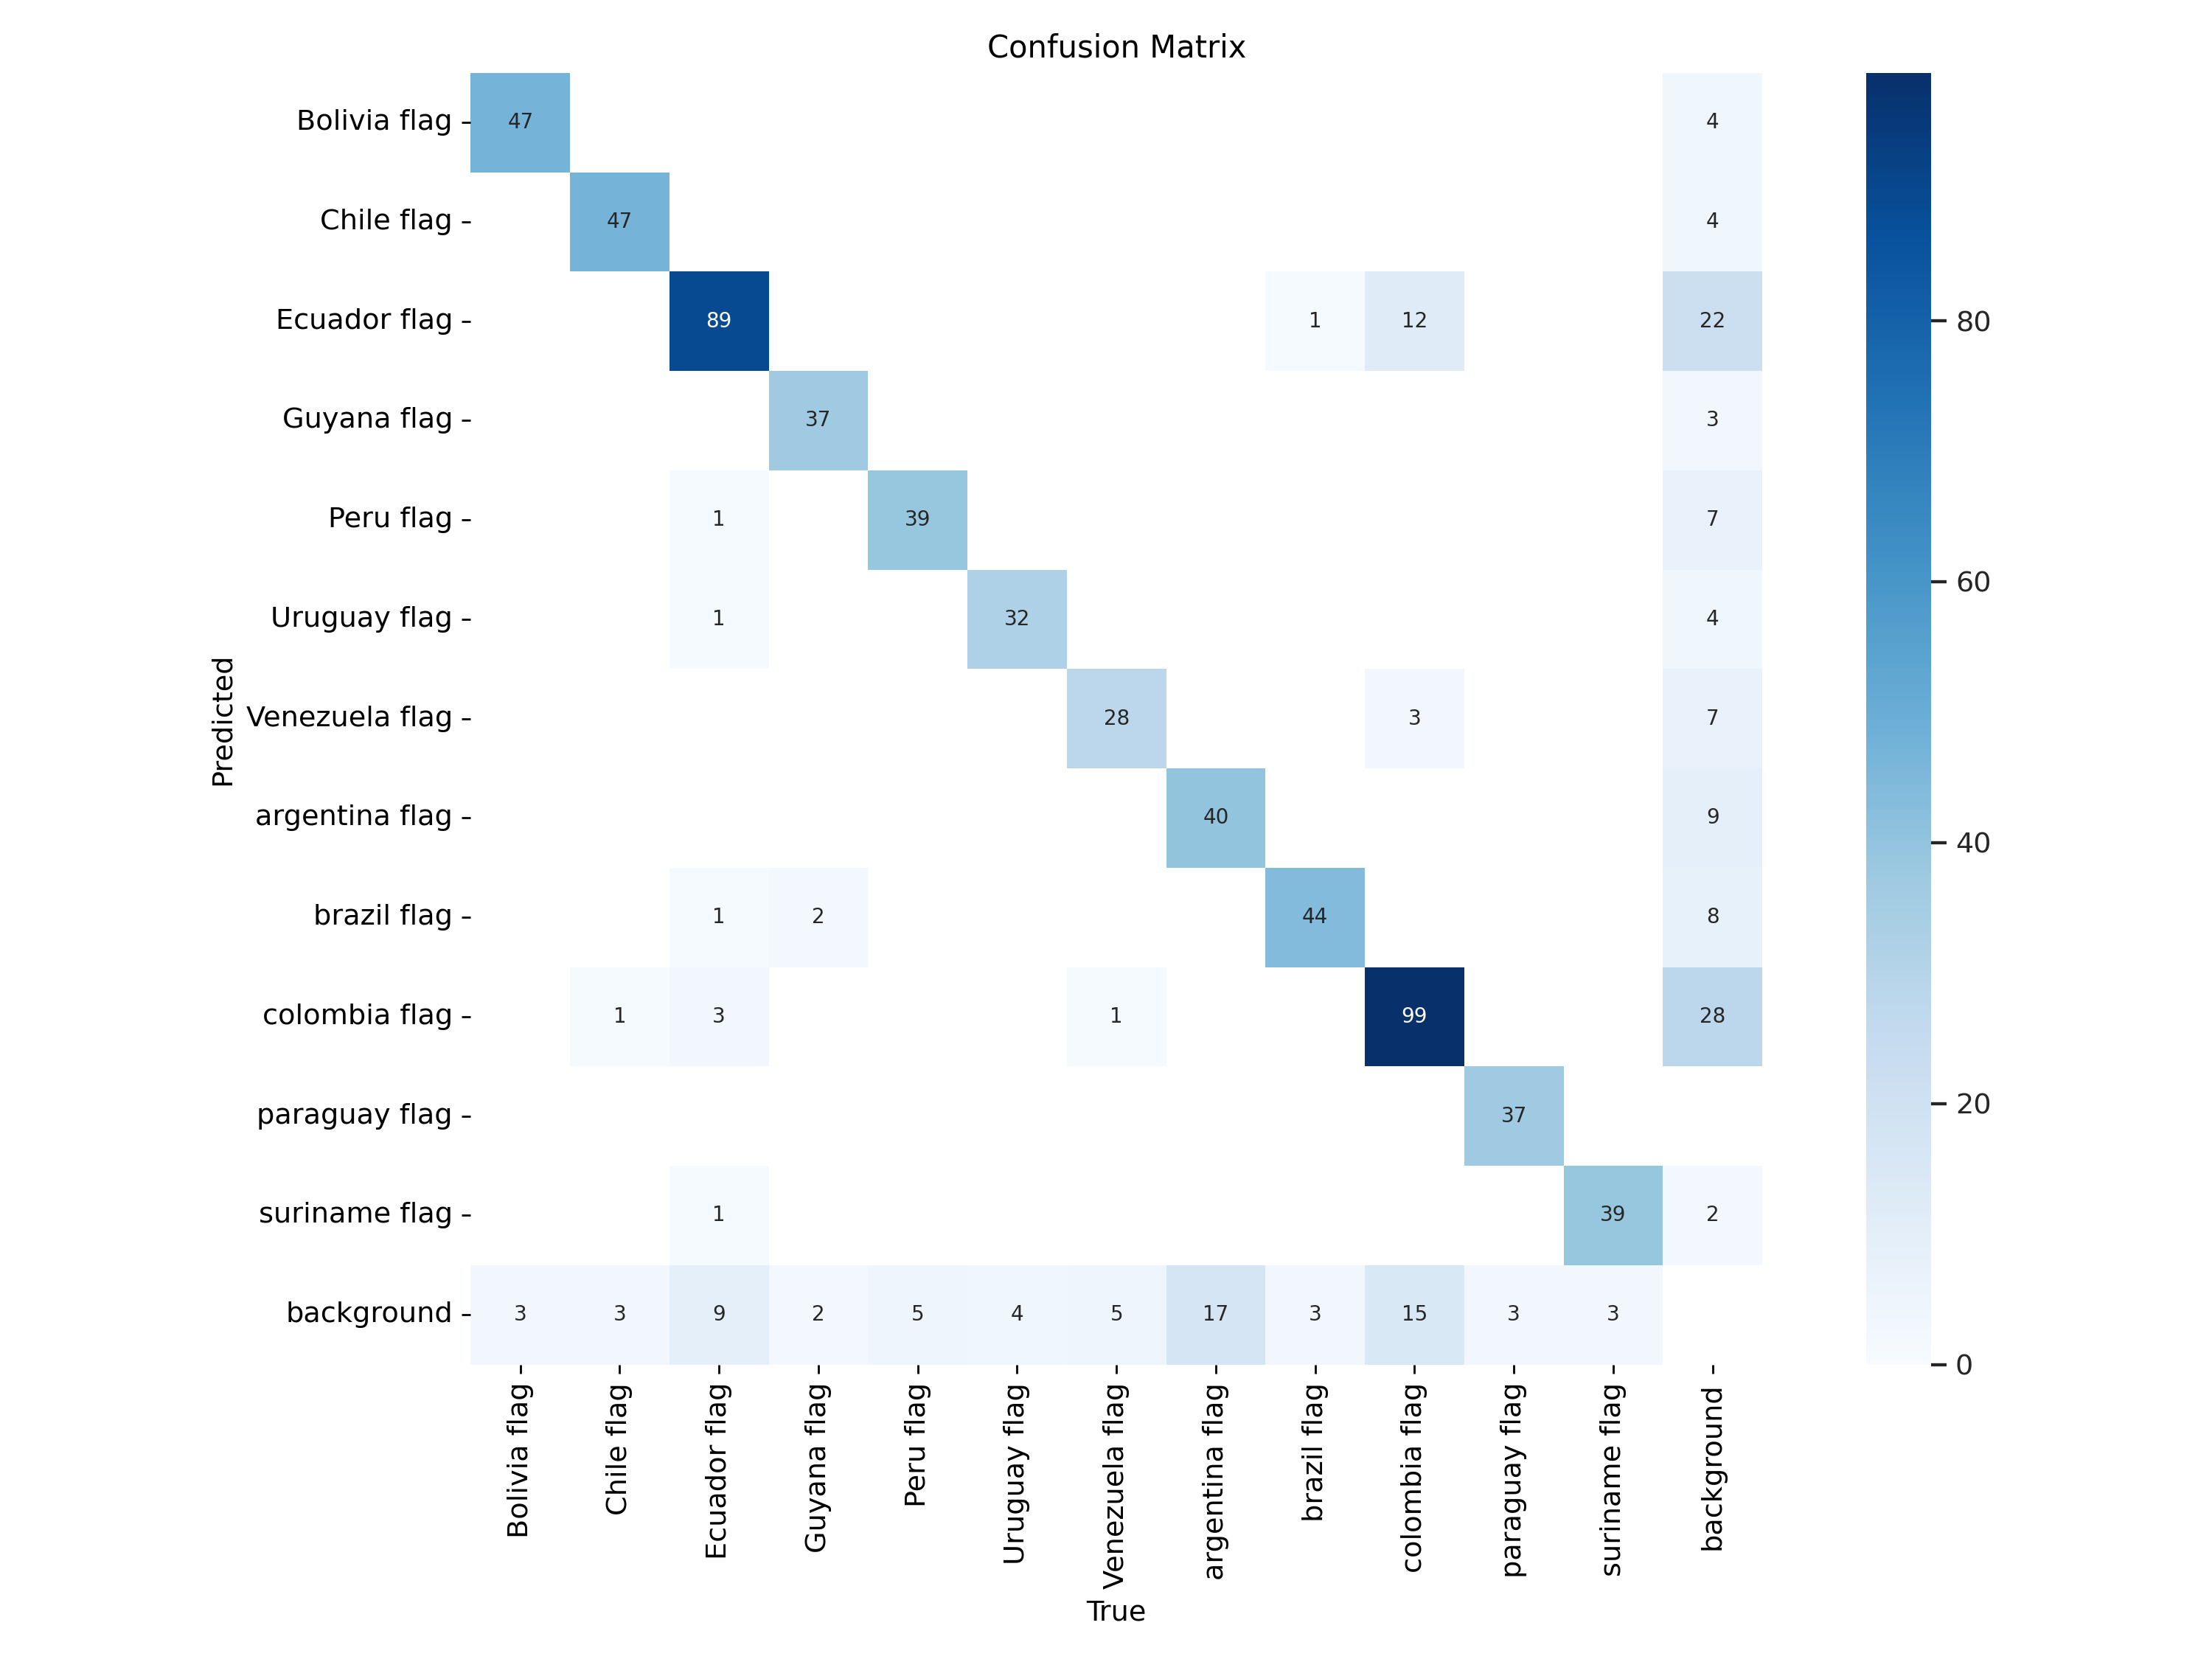 Confusion Matrix
Predicted
Bolivia flag 47 4
Chile flag 47 4
Ecuador flag 89 1 12 22
Guyana flag 37 3
Peru flag 1 39 7
Uruguay flag 1 32 4
Venezuela flag 28 3 7
argentina flag 40 9
brazil flag 1 2 44 8
colombia flag 1 3 1 99 28
paraguay flag 37
suriname flag 1 39 2
background 3 3 9 2 5 4 5 17 3 15 3 3
Bolivia flag
Chile flag
Ecuador flag
Guyana flag
Peru flag
Uruguay flag
Venezuela flag
argentina flag
brazil flag
colombia flag
paraguay flag
suriname flag
background
True
80
60
40
20
0